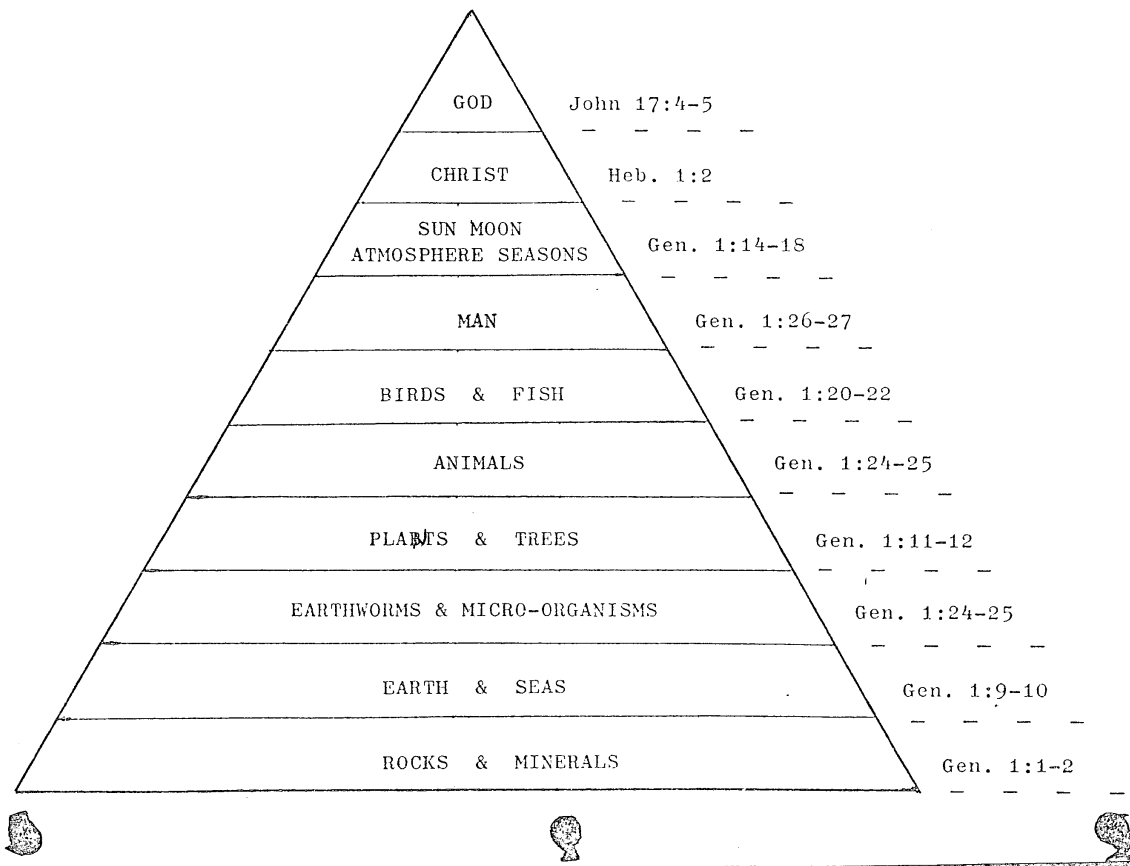 GOD John 17:4-5
CHRIST Heb. 1:2
SUN MOON
ATMOSPHERE SEASONS Gen. 1:14-18
MAN Gen. 1:26-27
BIRDS & FISH Gen. 1:20-22
ANIMALS Gen. 1:24-25
PLANTS & TREES Gen. 1:11-12
EARTHWORMS & MICRO-ORGANISMS Gen. 1:24-25
EARTH & SEAS Gen. 1:9-10
ROCKS & MINERALS Gen. 1:1-2